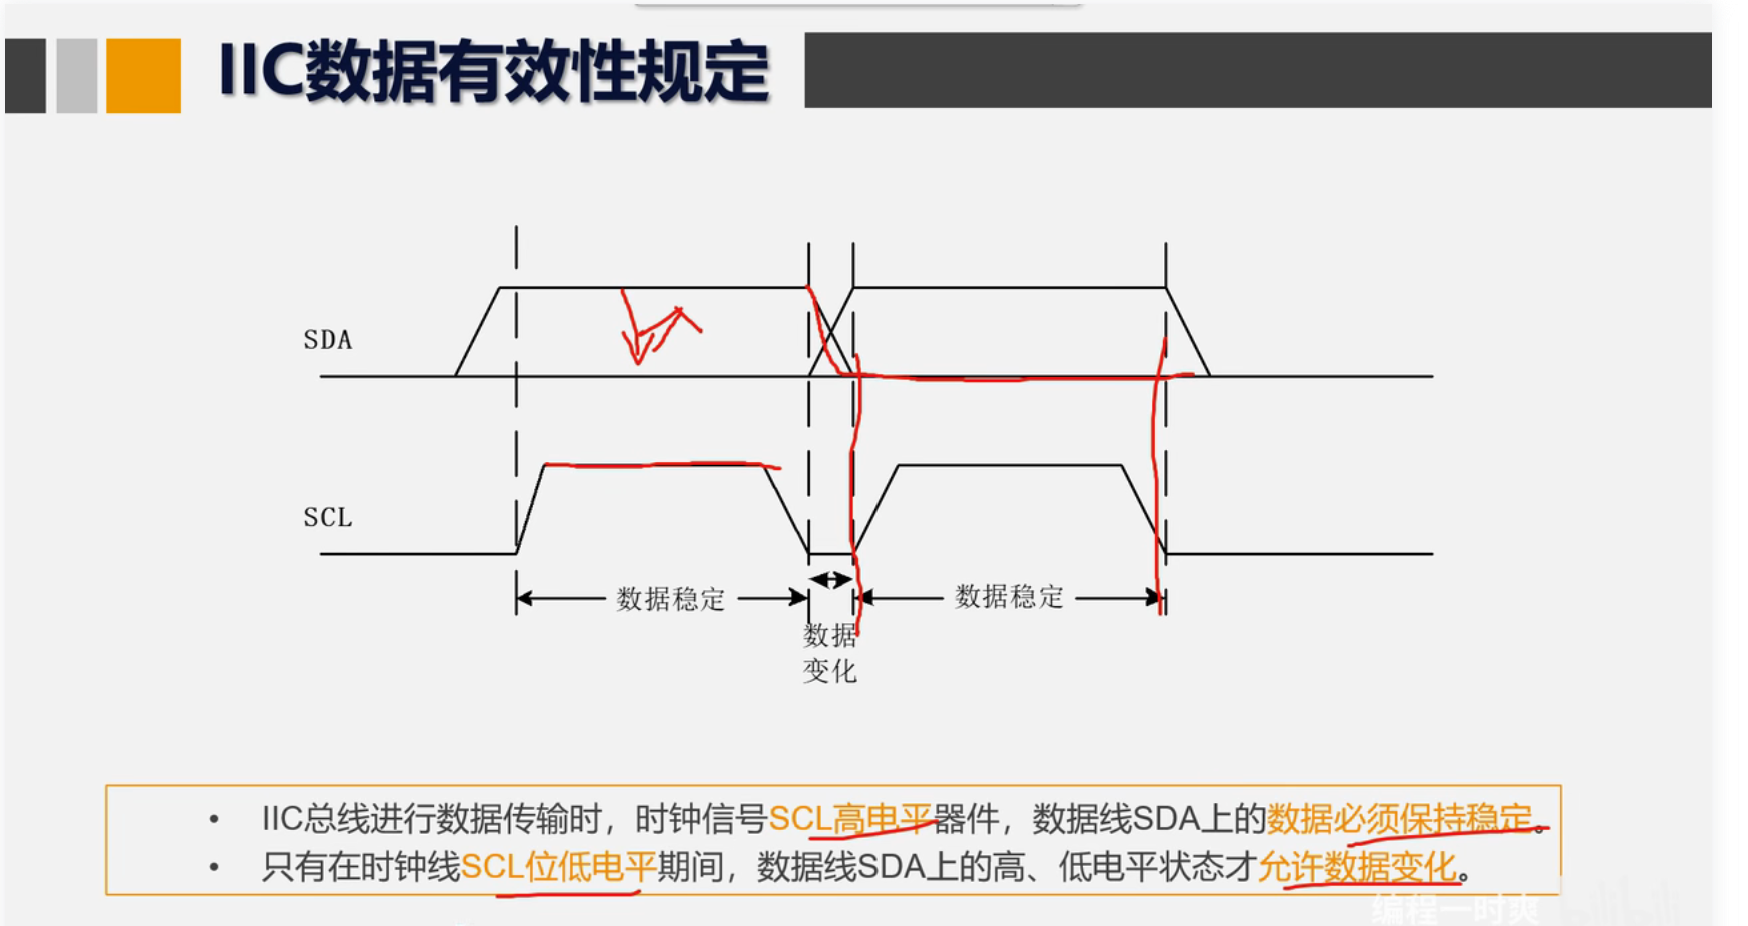 IIC数据有效性规定
SDA
SCL
数据稳定
数据稳定
数据
变化
• IIC总线进行数据传输时，时钟信号SCL高电平器件，数据线SDA上的数据必须保持稳定。
• 只有在时钟线SCL位低电平期间，数据线SDA上的高、低电平状态才允许数据变化。
编程一时爽
bilibili